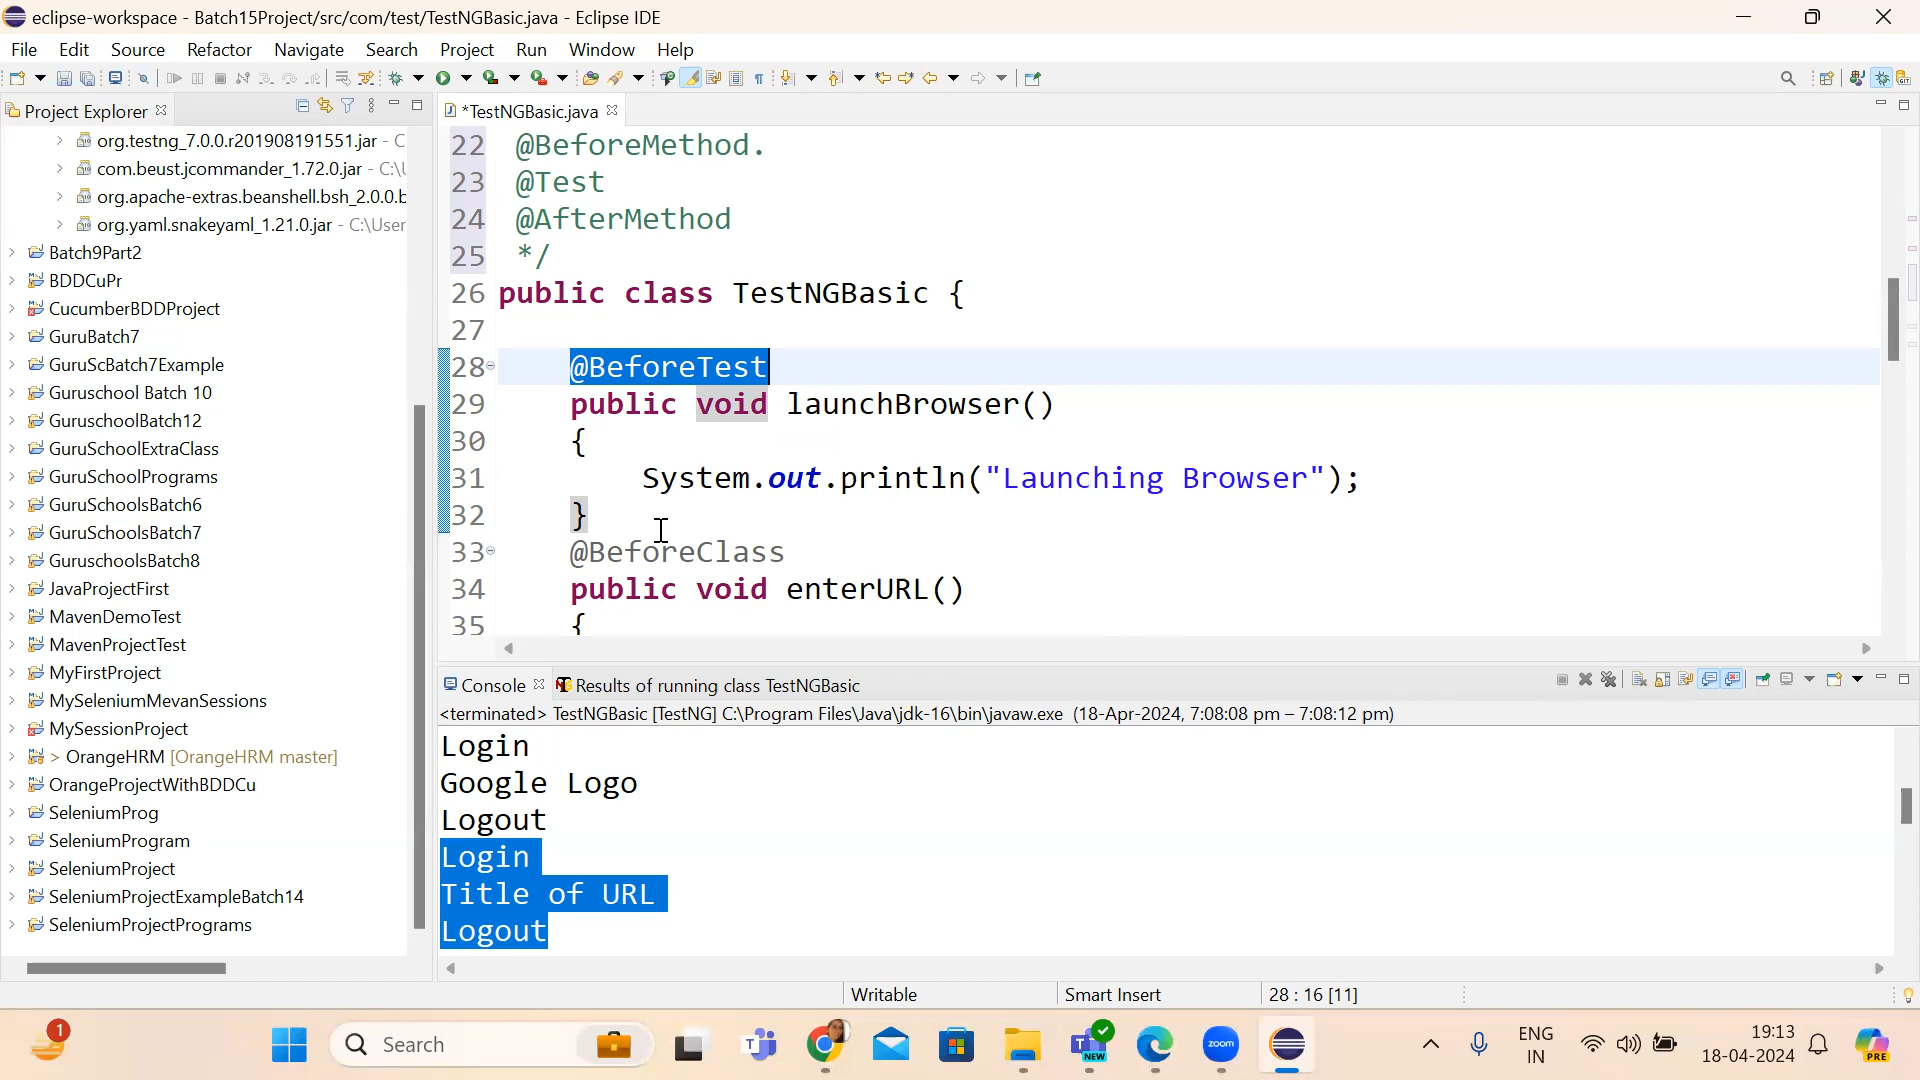 eclipse-workspace - Batch15Project/src/com/test/TestNGBasic.java - Eclipse IDE
File Edit Source Refactor Navigate Search Project Run Window Help
Project Explorer
*TestNGBasic.java
org.testng_7.0.0.r201908191551.jar - C
com.beust.jcommander_1.72.0.jar - C:\U
org.apache-extras.beanshell.bsh_2.0.0.b
org.yaml.snakeyaml_1.21.0.jar - C:\User
Batch9Part2
BDDCuPr
CucumberBDDProject
GuruBatch7
GuruScBatch7Example
Guruschool Batch 10
GuruschoolBatch12
GuruSchoolExtraClass
GuruSchoolPrograms
GuruSchoolsBatch6
GuruSchoolsBatch7
GuruschoolsBatch8
JavaProjectFirst
MavenDemoTest
MavenProjectTest
MyFirstProject
MySeleniumMevanSessions
MySessionProject
> OrangeHRM [OrangeHRM master]
OrangeProjectWithBDDCu
SeleniumProg
SeleniumProgram
SeleniumProject
SeleniumProjectExampleBatch14
SeleniumProjectPrograms
22 @BeforeMethod.
23 @Test
24 @AfterMethod
25 */
26 public class TestNGBasic {
27
28 @BeforeTest
29 public void launchBrowser()
30 {
31 System.out.println("Launching Browser");
32 }
33 @BeforeClass
34 public void enterURL()
35 {
Console Results of running class TestNGBasic
<terminated> TestNGBasic [TestNG] C:\Program Files\Java\jdk-16\bin\javaw.exe (18-Apr-2024, 7:08:08 pm – 7:08:12 pm)
Login
Google Logo
Logout
Login
Title of URL
Logout
Writable Smart Insert 28 : 16 [11]
1 Search NEW zoom ENG IN 19:13 18-04-2024 PRE